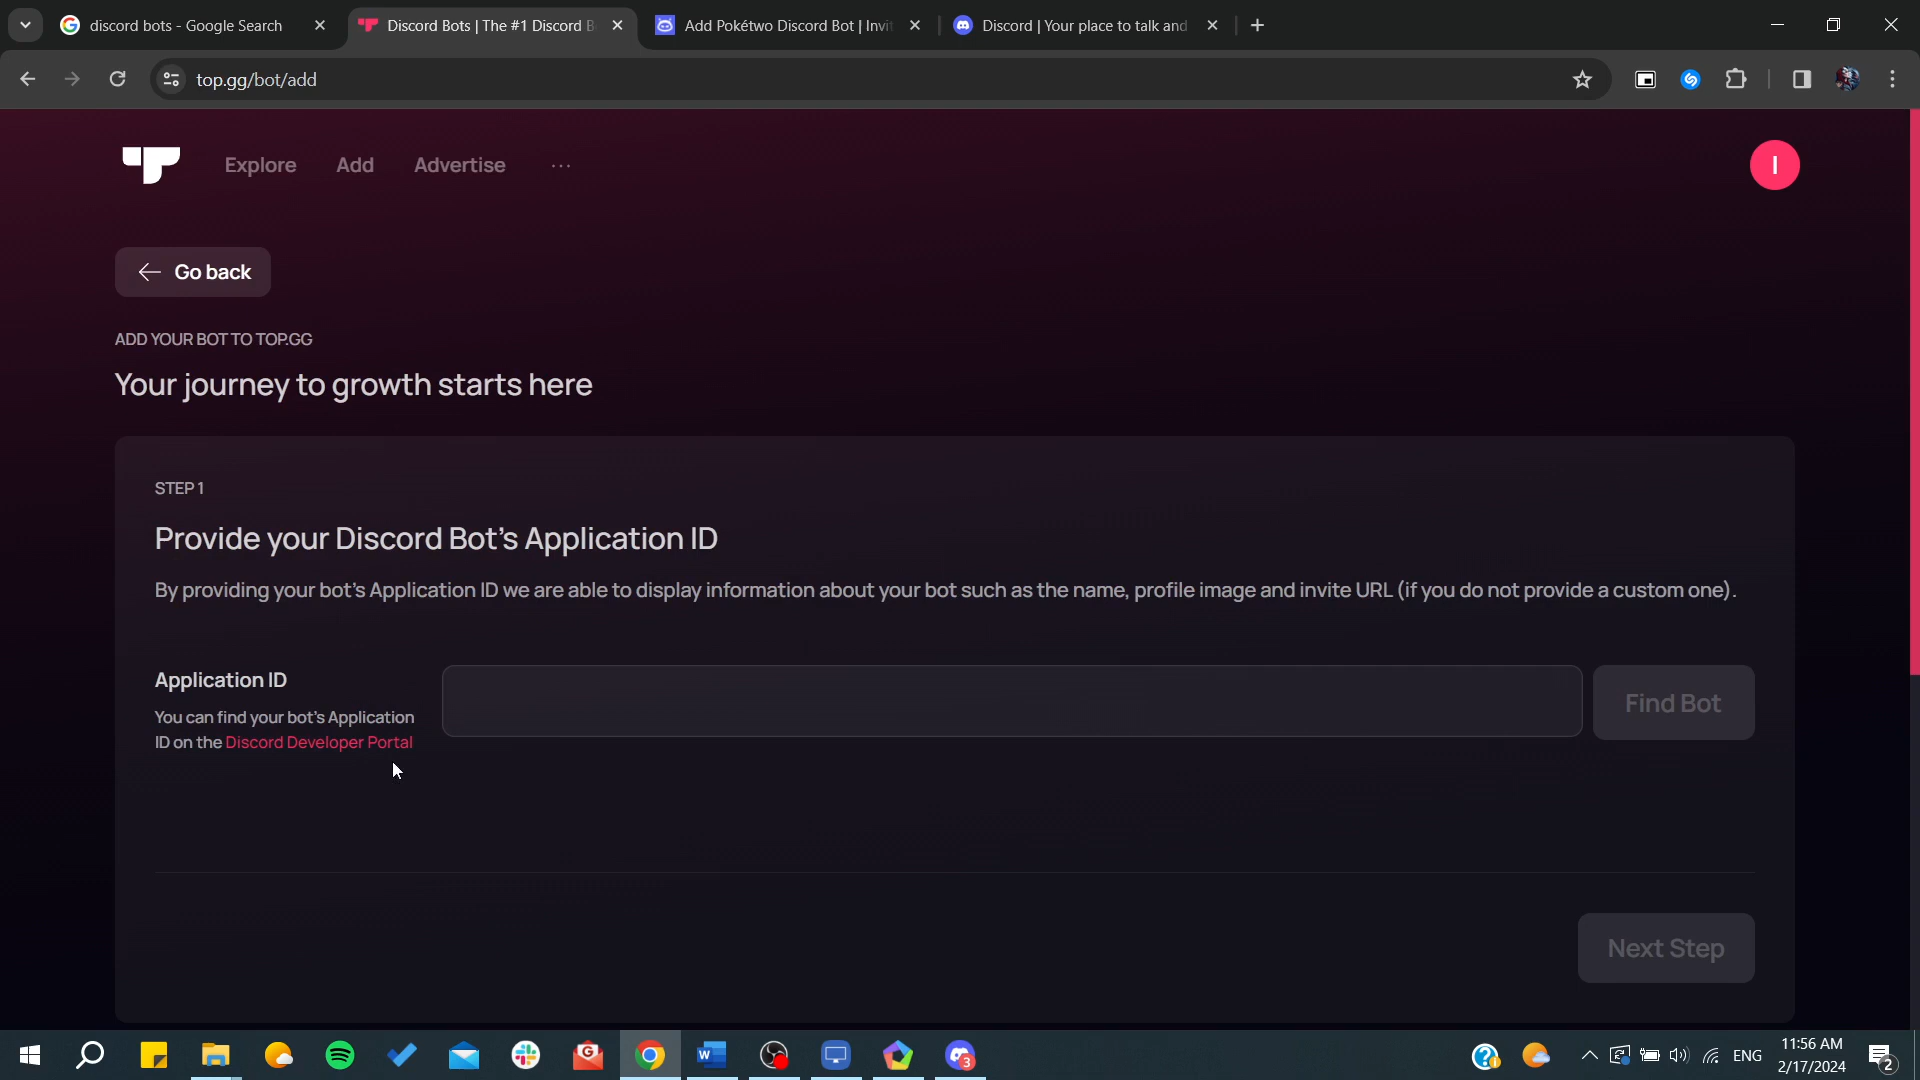 discord bots - Google Search
Discord Bots | The #1 Discord B
Add Pokétwo Discord Bot | Invi
Discord | Your place to talk and
top.gg/bot/add
Explore
Add
Advertise
...
I
Go back
ADD YOUR BOT TO TOP.GG
Your journey to growth starts here
STEP 1
Provide your Discord Bot's Application ID
By providing your bot's Application ID we are able to display information about your bot such as the name, profile image and invite URL (if you do not provide a custom one).
Application ID
You can find your bot's Application
ID on the Discord Developer Portal
Find Bot
Next Step
3
ENG
11:56 AM
2/17/2024
2